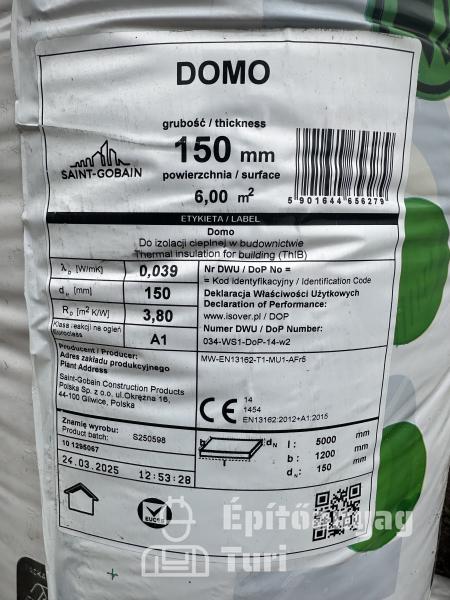 DOMO
grubość / thickness
150 mm
powierzchnia / surface
6,00 m²
SAINT-GOBAIN
5 901644 656279
ETYKIETA / LABEL
Domo
Do izolacji cieplnej w budownictwie
Thermal insulation for building (ThIB)
λD [W/mK] 0,039
dN [mm] 150
RD [m² K/W] 3,80
Klasa reakcji na ogień
Euroclass A1
Nr DWU / DoP No =
= Kod identyfikacyjny / Identification Code
Deklaracja Właściwości Użytkowych
Declaration of Performance:
www.isover.pl / DOP
Numer DWU / DoP Number:
034-WS1-DoP-14-w2
Producent / Producer:
Adres zakładu produkcyjnego
Plant Address
Saint-Gobain Construction Products
Polska Sp. z o.o. ul.Okrężna 16,
44-100 Gliwice, Polska
MW-EN13162-T1-MU1-AFr5
CE
14
1454
EN13162:2012+A1:2015
Znamię wyrobu:
Product batch: S250598
10 1295067
24.03.2025 12:53:28
b l dN
l : 5000 mm
b : 1200 mm
dN: 150 mm
EUCEB
Építőanyag
Turi